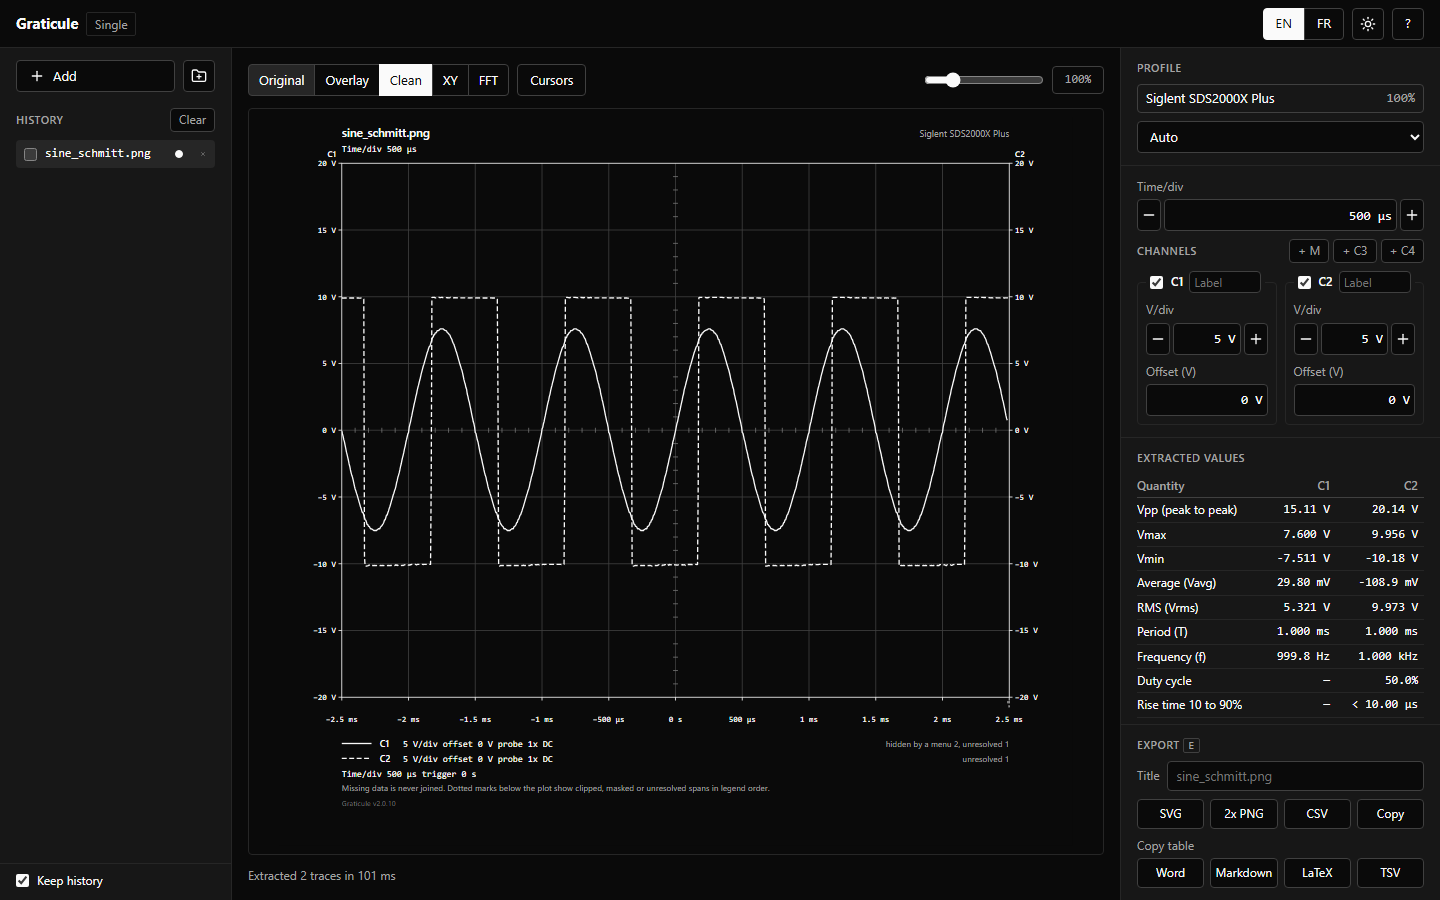 Graticule Single
EN FR ?
Add
HISTORY Clear
sine_schmitt.png ×
Keep history
Original Overlay Clean XY FFT Cursors 100%
sine_schmitt.png Siglent SDS2000X Plus
Time/div 500 µs
C1 C2
20 V 20 V
15 V 15 V
10 V 10 V
5 V 5 V
0 V 0 V
-5 V -5 V
-10 V -10 V
-15 V -15 V
-20 V -20 V
-2.5 ms -2 ms -1.5 ms -1 ms -500 µs 0 s 500 µs 1 ms 1.5 ms 2 ms 2.5 ms
C1 5 V/div offset 0 V probe 1x DC hidden by a menu 2, unresolved 1
C2 5 V/div offset 0 V probe 1x DC unresolved 1
Time/div 500 µs trigger 0 s
Missing data is never joined. Dotted marks below the plot show clipped, masked or unresolved spans in legend order.
Graticule v2.0.10
Extracted 2 traces in 101 ms
PROFILE
Siglent SDS2000X Plus 100%
Auto
Time/div
− 500 µs +
CHANNELS + M + C3 + C4
C1 Label C2 Label
V/div V/div
− 5 V + − 5 V +
Offset (V) Offset (V)
0 V 0 V
EXTRACTED VALUES
Quantity C1 C2
Vpp (peak to peak) 15.11 V 20.14 V
Vmax 7.600 V 9.956 V
Vmin -7.511 V -10.18 V
Average (Vavg) 29.80 mV -108.9 mV
RMS (Vrms) 5.321 V 9.973 V
Period (T) 1.000 ms 1.000 ms
Frequency (f) 999.8 Hz 1.000 kHz
Duty cycle – 50.0%
Rise time 10 to 90% – < 10.00 µs
EXPORT E
Title sine_schmitt.png
SVG 2x PNG CSV Copy
Copy table
Word Markdown LaTeX TSV